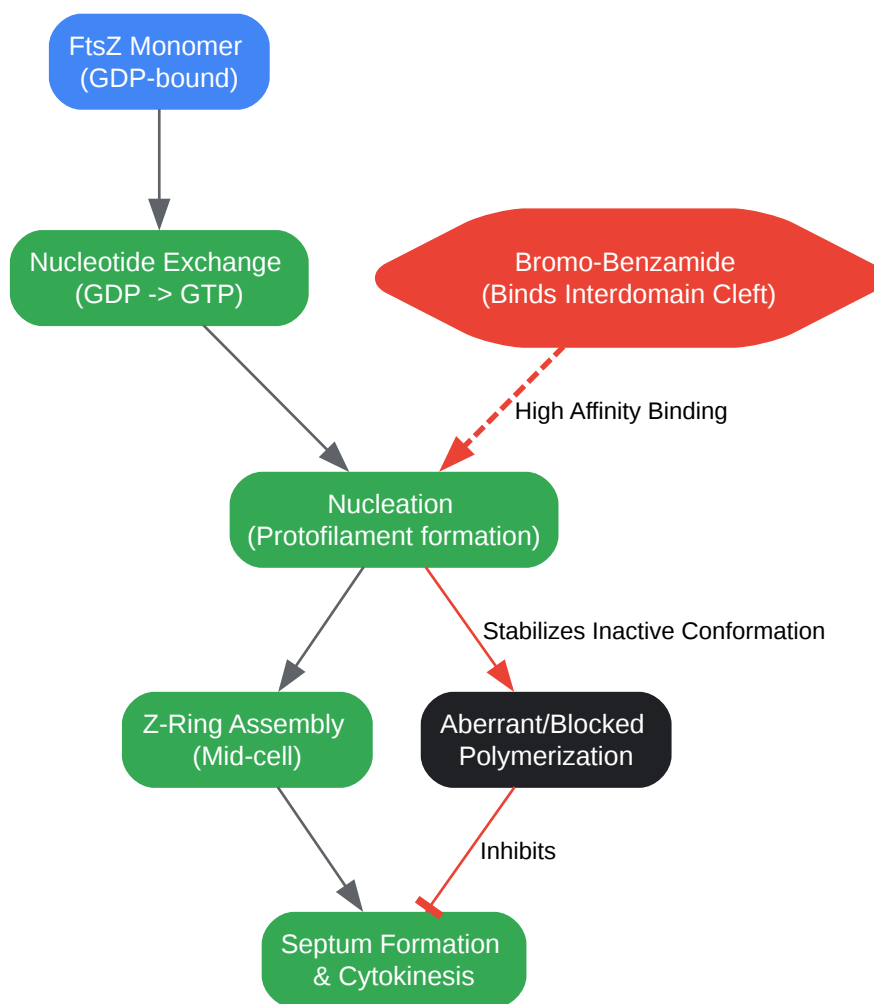 FtsZ Monomer
(GDP-bound)
Nucleotide Exchange
(GDP -> GTP)
Bromo-Benzamide
(Binds Interdomain Cleft)
High Affinity Binding
Nucleation
(Protofilament formation)
Stabilizes Inactive Conformation
Z-Ring Assembly
(Mid-cell)
Aberrant/Blocked
Polymerization
Inhibits
Septum Formation
& Cytokinesis